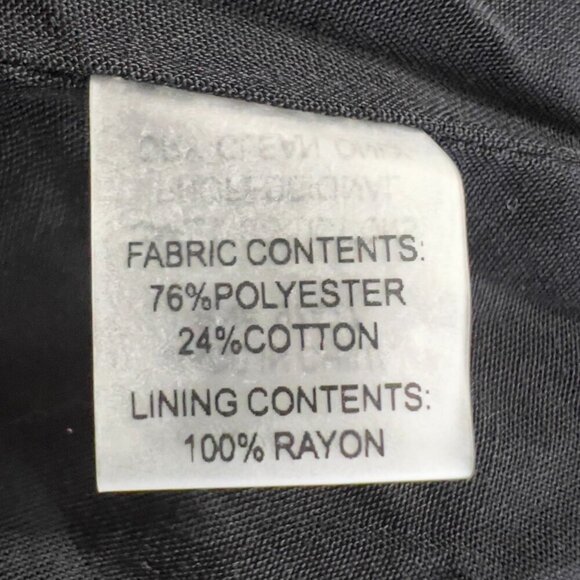 FABRIC CONTENTS:
76%POLYESTER
24%COTTON
LINING CONTENTS:
100% RAYON